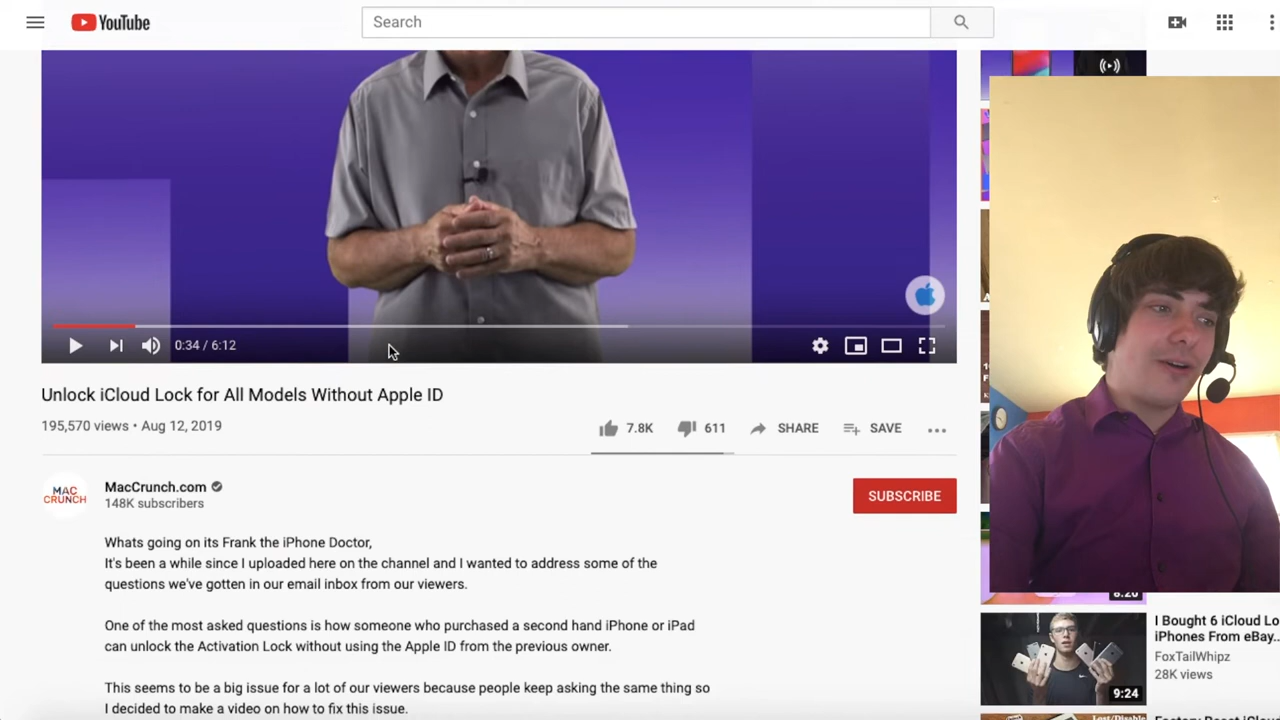 YouTube
Search
0:34 / 6:12
Unlock iCloud Lock for All Models Without Apple ID
195,570 views • Aug 12, 2019
7.8K
611
SHARE
SAVE
MAC
CRUNCH
MacCrunch.com
148K subscribers
SUBSCRIBE
Whats going on its Frank the iPhone Doctor,
It's been a while since I uploaded here on the channel and I wanted to address some of the
questions we've gotten in our email inbox from our viewers.
One of the most asked questions is how someone who purchased a second hand iPhone or iPad
can unlock the Activation Lock without using the Apple ID from the previous owner.
This seems to be a big issue for a lot of our viewers because people keep asking the same thing so
I decided to make a video on how to fix this issue.
8:20
I Bought 6 iCloud Lo
iPhones From eBay...
FoxTailWhipz
28K views
9:24